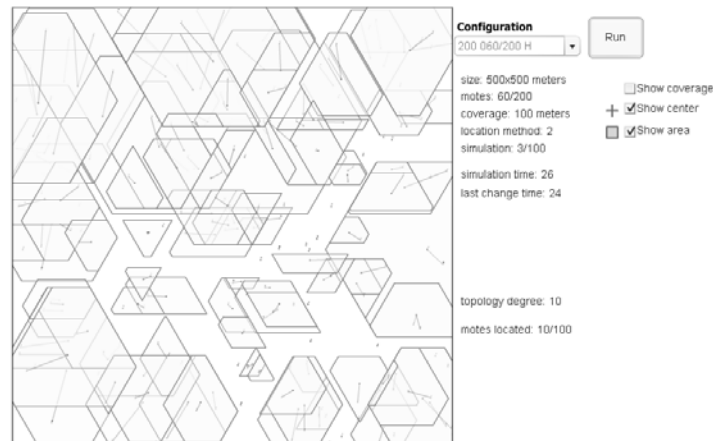 Configuration
200 060/200 H
Run
size: 500x500 meters
motes: 60/200
coverage: 100 meters
location method: 2
simulation: 3/100
Show coverage
Show center
Show area
simulation time: 26
last change time: 24
topology degree: 10
motes located: 10/100